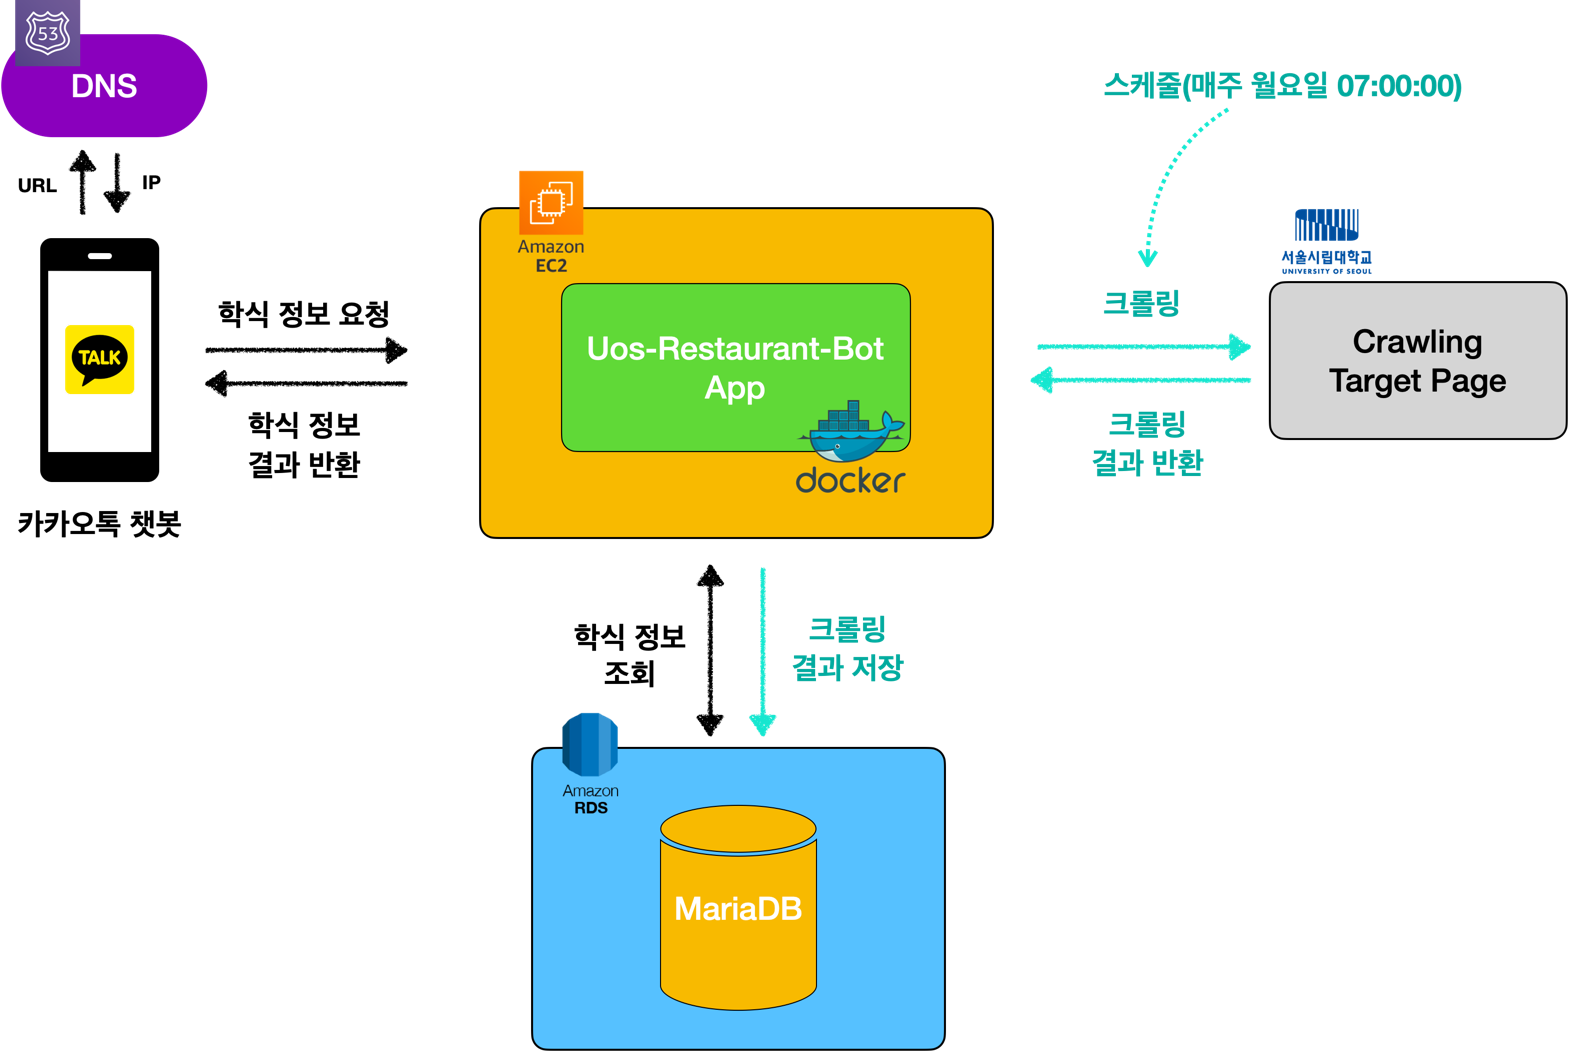 53
DNS
URL
IP
TALK
카카오톡 챗봇
학식 정보 요청
학식 정보
결과 반환
Amazon
EC2
Uos-Restaurant-Bot
App
docker
스케줄(매주 월요일 07:00:00)
크롤링
크롤링
결과 반환
서울시립대학교
UNIVERSITY OF SEOUL
Crawling
Target Page
학식 정보
조회
크롤링
결과 저장
Amazon
RDS
MariaDB